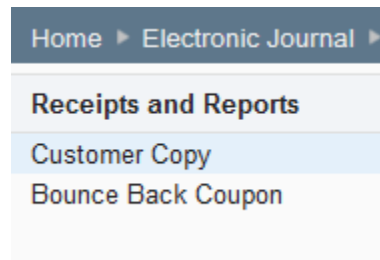 Home ▶ Electronic Journal ▶
Receipts and Reports
Customer Copy
Bounce Back Coupon